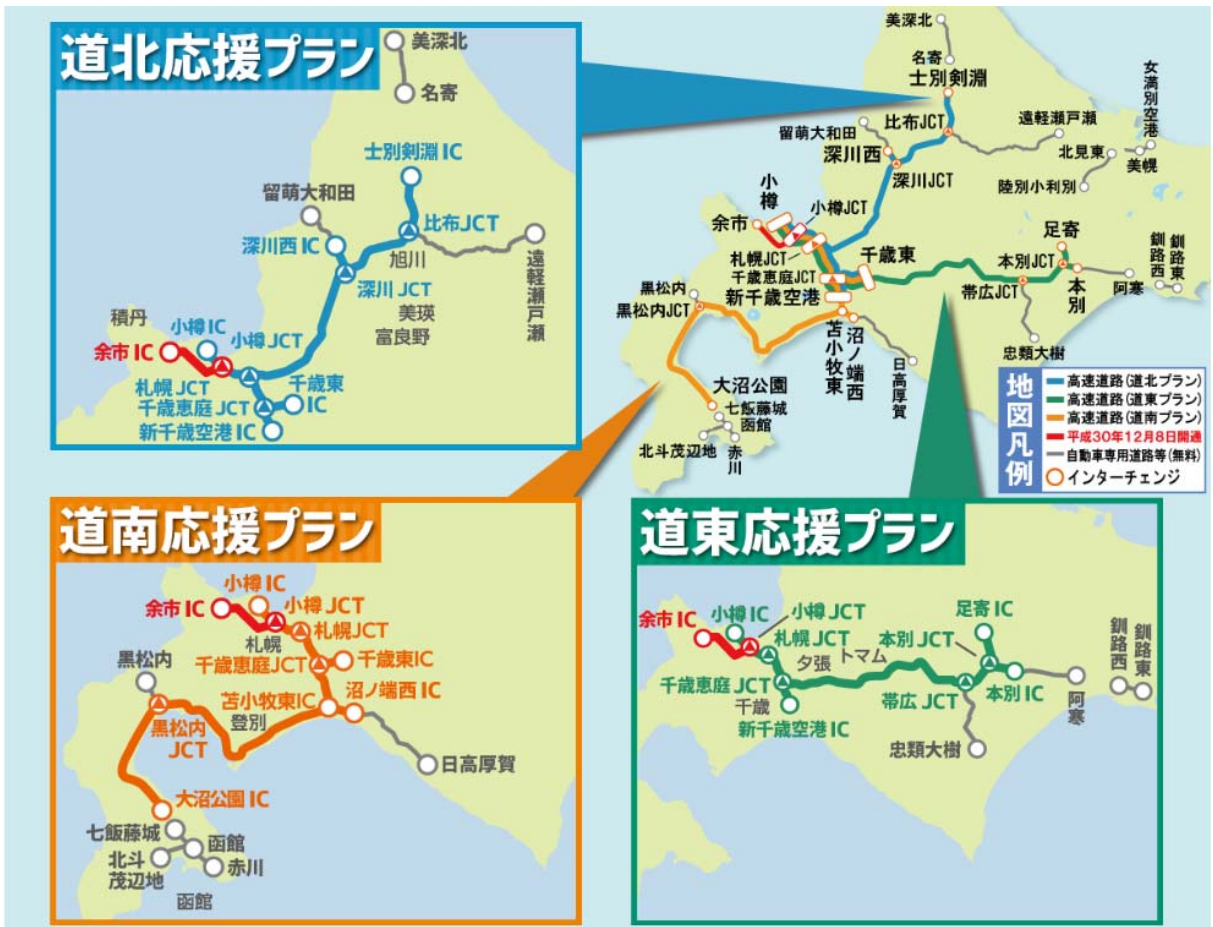 道北応援プラン
美深北
名寄
士別剣淵 IC
留萌大和田
比布JCT
深川西 IC
旭川
深川 JCT
遠軽瀬戸瀬
美瑛
富良野
積丹
小樽 IC
小樽 JCT
余市 IC
札幌 JCT
千歳東
IC
千歳恵庭 JCT
新千歳空港 IC
美深北
名寄
士別剣淵
女満別空港
比布JCT
遠軽瀬戸瀬
留萌大和田
深川西
北見東
美幌
深川JCT
陸別小利別
小樽
小樽JCT
余市
足寄
釧路西
釧路東
千歳東
札幌JCT
千歳恵庭JCT
本別JCT
新千歳空港
黒松内
黒松内JCT
帯広JCT
本別
阿寒
苫小牧東
沼ノ端西
日高厚賀
忠類大樹
大沼公園
七飯藤城
函館
北斗茂辺地
赤川
地図凡例
高速道路(道北プラン)
高速道路(道東プラン)
高速道路(道南プラン)
平成30年12月8日開通
自動車専用道路等(無料)
インターチェンジ
道南応援プラン
小樽 IC
余市 IC
小樽 JCT
札幌JCT
札幌
黒松内
千歳恵庭JCT
千歳東IC
苫小牧東IC
沼ノ端西 IC
登別
黒松内
JCT
日高厚賀
大沼公園 IC
七飯藤城
函館
北斗
茂辺地
赤川
函館
道東応援プラン
余市 IC
小樽 IC
小樽 JCT
足寄 IC
札幌 JCT
本別 JCT
釧路西
釧路東
夕張
トマム
千歳恵庭 JCT
千歳
帯広 JCT
本別 IC
阿寒
新千歳空港 IC
忠類大樹